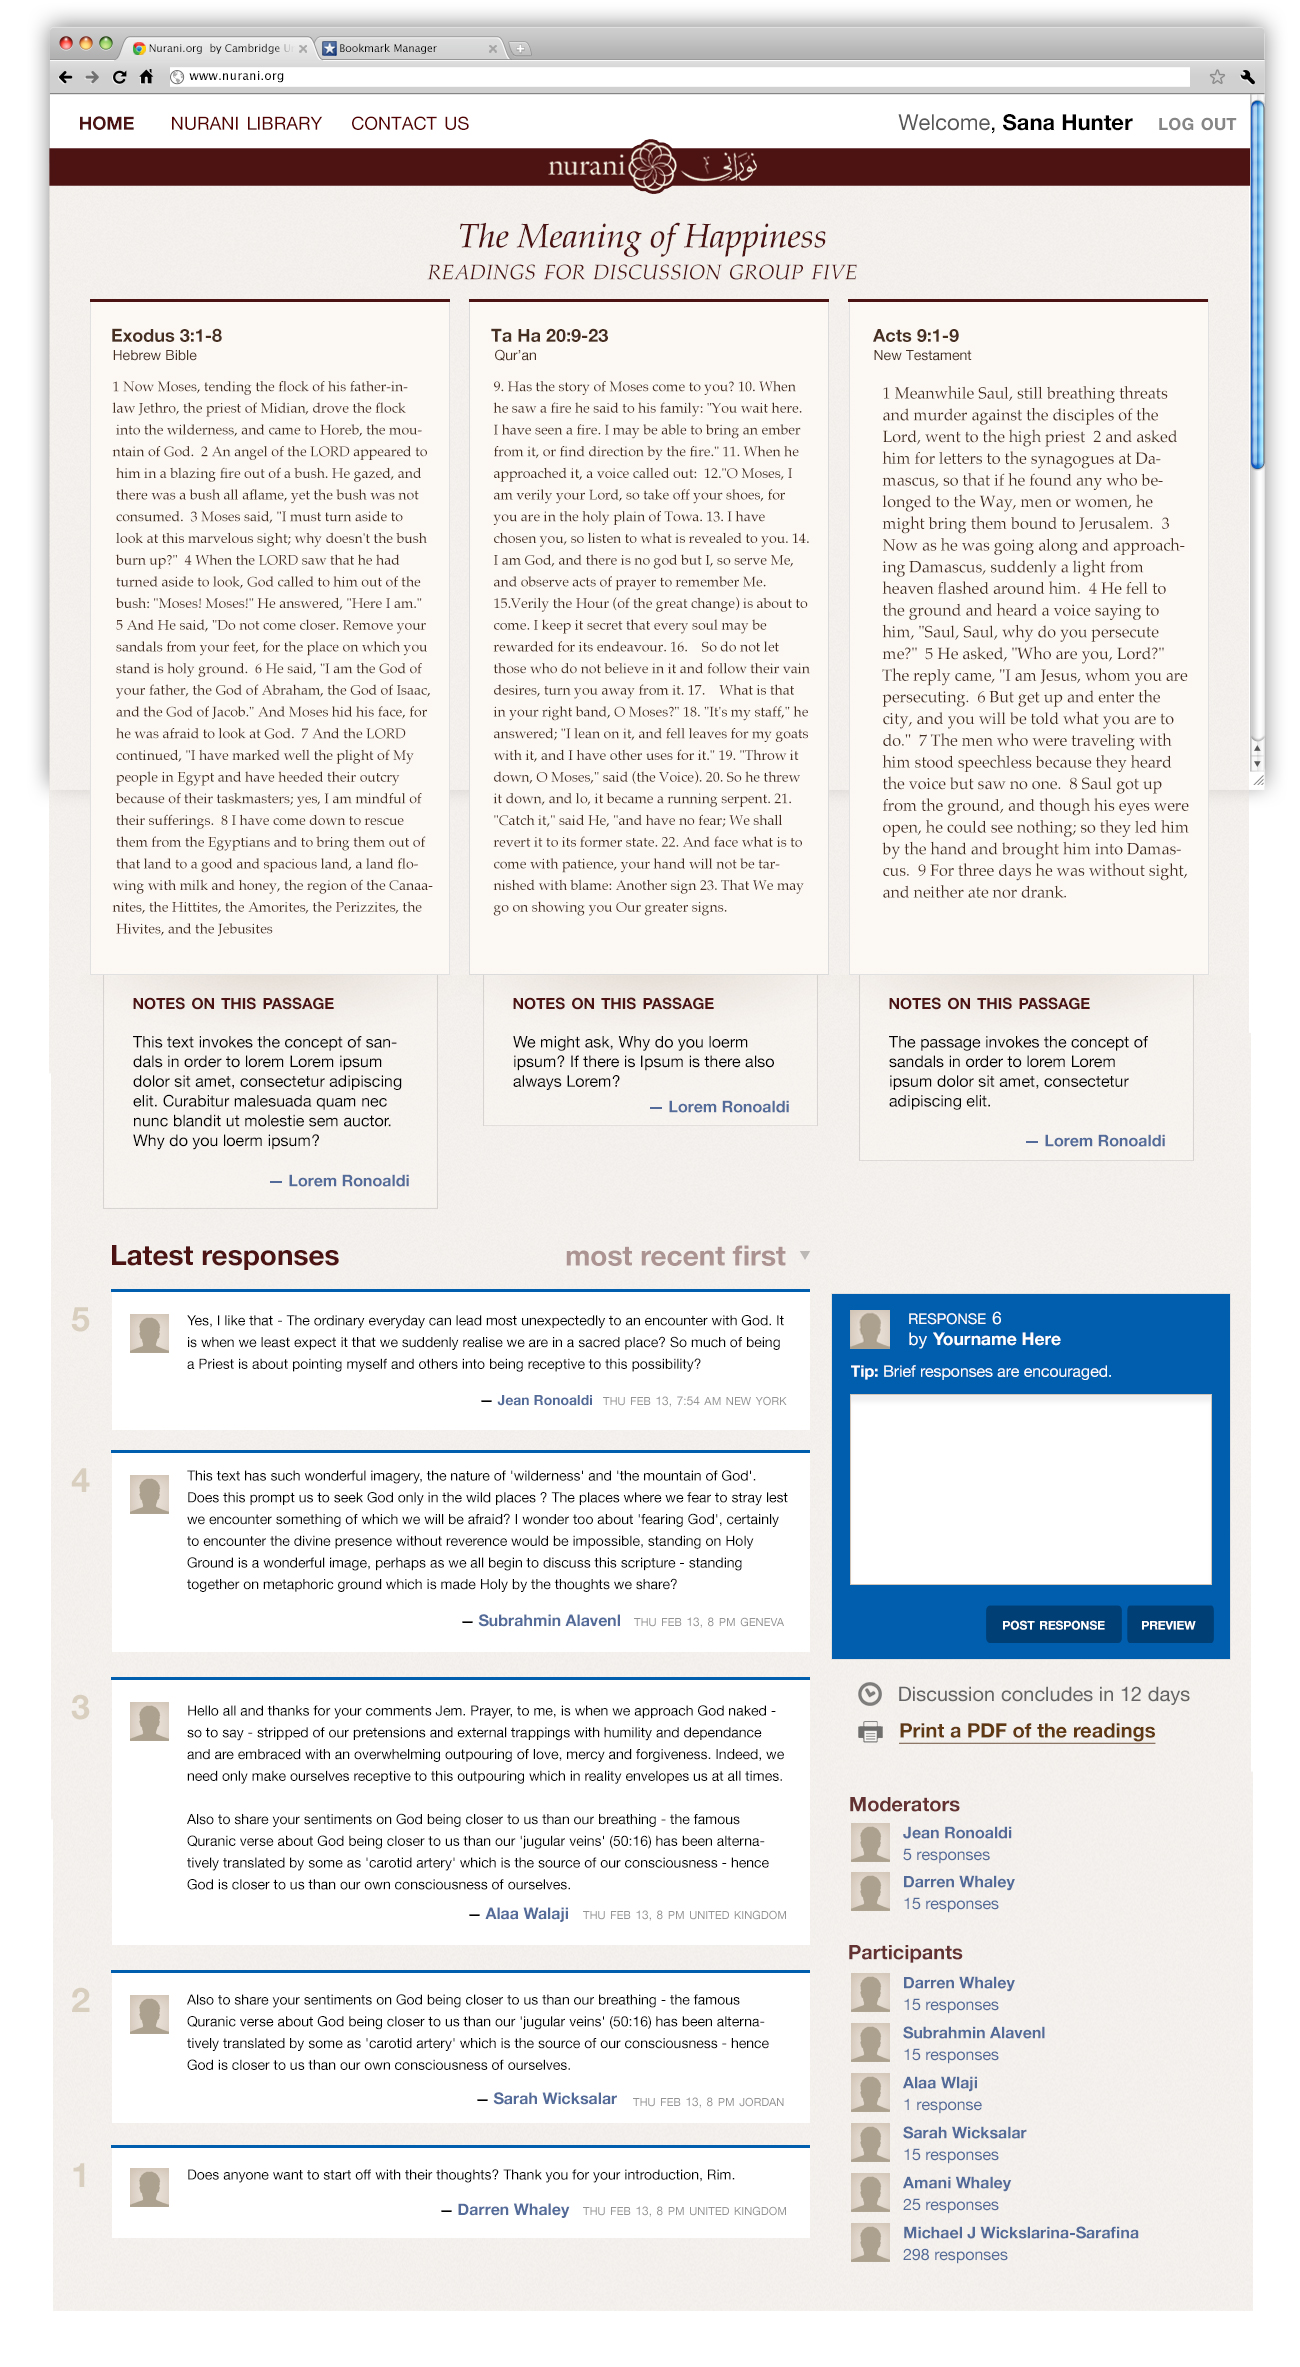 Nurani.org by Cambridge U
Bookmark Manager
www.nurani.org
HOME NURANI LIBRARY CONTACT US
Welcome, Sana Hunter LOG OUT
nurani نوراني
The Meaning of Happiness
READINGS FOR DISCUSSION GROUP FIVE
Exodus 3:1-8
Hebrew Bible
1 Now Moses, tending the flock of his father-in-
law Jethro, the priest of Midian, drove the flock
into the wilderness, and came to Horeb, the mou-
ntain of God. 2 An angel of the LORD appeared to
him in a blazing fire out of a bush. He gazed, and
there was a bush all aflame, yet the bush was not
consumed. 3 Moses said, "I must turn aside to
look at this marvelous sight; why doesn't the bush
burn up?" 4 When the LORD saw that he had
turned aside to look, God called to him out of the
bush: "Moses! Moses!" He answered, "Here I am."
5 And He said, "Do not come closer. Remove your
sandals from your feet, for the place on which you
stand is holy ground. 6 He said, "I am the God of
your father, the God of Abraham, the God of Isaac,
and the God of Jacob." And Moses hid his face, for
he was afraid to look at God. 7 And the LORD
continued, "I have marked well the plight of My
people in Egypt and have heeded their outcry
because of their taskmasters; yes, I am mindful of
their sufferings. 8 I have come down to rescue
them from the Egyptians and to bring them out of
that land to a good and spacious land, a land flo-
wing with milk and honey, the region of the Canaa-
nites, the Hittites, the Amorites, the Perizzites, the
Hivites, and the Jebusites
Ta Ha 20:9-23
Qur'an
9. Has the story of Moses come to you? 10. When
he saw a fire he said to his family: "You wait here.
I have seen a fire. I may be able to bring an ember
from it, or find direction by the fire." 11. When he
approached it, a voice called out: 12."O Moses, I
am verily your Lord, so take off your shoes, for
you are in the holy plain of Towa. 13. I have
chosen you, so listen to what is revealed to you. 14.
I am God, and there is no god but I, so serve Me,
and observe acts of prayer to remember Me.
15.Verily the Hour (of the great change) is about to
come. I keep it secret that every soul may be
rewarded for its endeavour. 16. So do not let
those who do not believe in it and follow their vain
desires, turn you away from it. 17. What is that
in your right band, O Moses?" 18. "It's my staff," he
answered; "I lean on it, and fell leaves for my goats
with it, and I have other uses for it." 19. "Throw it
down, O Moses," said (the Voice). 20. So he threw
it down, and lo, it became a running serpent. 21.
"Catch it," said He, "and have no fear; We shall
revert it to its former state. 22. And face what is to
come with patience, your hand will not be tar-
nished with blame: Another sign 23. That We may
go on showing you Our greater signs.
Acts 9:1-9
New Testament
1 Meanwhile Saul, still breathing threats
and murder against the disciples of the
Lord, went to the high priest 2 and asked
him for letters to the synagogues at Da-
mascus, so that if he found any who be-
longed to the Way, men or women, he
might bring them bound to Jerusalem. 3
Now as he was going along and approach-
ing Damascus, suddenly a light from
heaven flashed around him. 4 He fell to
the ground and heard a voice saying to
him, "Saul, Saul, why do you persecute
me?" 5 He asked, "Who are you, Lord?"
The reply came, "I am Jesus, whom you are
persecuting. 6 But get up and enter the
city, and you will be told what you are to
do." 7 The men who were traveling with
him stood speechless because they heard
the voice but saw no one. 8 Saul got up
from the ground, and though his eyes were
open, he could see nothing; so they led him
by the hand and brought him into Damas-
cus. 9 For three days he was without sight,
and neither ate nor drank.
NOTES ON THIS PASSAGE
This text invokes the concept of san-
dals in order to lorem Lorem ipsum
dolor sit amet, consectetur adipiscing
elit. Curabitur malesuada quam nec
nunc blandit ut molestie sem auctor.
Why do you loerm ipsum?
— Lorem Ronoaldi
NOTES ON THIS PASSAGE
We might ask, Why do you loerm
ipsum? If there is Ipsum is there also
always Lorem?
— Lorem Ronoaldi
NOTES ON THIS PASSAGE
The passage invokes the concept of
sandals in order to lorem Lorem
ipsum dolor sit amet, consectetur
adipiscing elit.
— Lorem Ronoaldi
Latest responses
most recent first
5
Yes, I like that - The ordinary everyday can lead most unexpectedly to an encounter with God. It
is when we least expect it that we suddenly realise we are in a sacred place? So much of being
a Priest is about pointing myself and others into being receptive to this possibility?
— Jean Ronoaldi THU FEB 13, 7:54 AM NEW YORK
4
This text has such wonderful imagery, the nature of 'wilderness' and 'the mountain of God'.
Does this prompt us to seek God only in the wild places ? The places where we fear to stray lest
we encounter something of which we will be afraid? I wonder too about 'fearing God', certainly
to encounter the divine presence without reverence would be impossible, standing on Holy
Ground is a wonderful image, perhaps as we all begin to discuss this scripture - standing
together on metaphoric ground which is made Holy by the thoughts we share?
— Subrahmin Alavenl THU FEB 13, 8 PM GENEVA
3
Hello all and thanks for your comments Jem. Prayer, to me, is when we approach God naked -
so to say - stripped of our pretensions and external trappings with humility and dependance
and are embraced with an overwhelming outpouring of love, mercy and forgiveness. Indeed, we
need only make ourselves receptive to this outpouring which in reality envelopes us at all times.
Also to share your sentiments on God being closer to us than our breathing - the famous
Quranic verse about God being closer to us than our 'jugular veins' (50:16) has been alterna-
tively translated by some as 'carotid artery' which is the source of our consciousness - hence
God is closer to us than our own consciousness of ourselves.
— Alaa Walaji THU FEB 13, 8 PM UNITED KINGDOM
2
Also to share your sentiments on God being closer to us than our breathing - the famous
Quranic verse about God being closer to us than our 'jugular veins' (50:16) has been alterna-
tively translated by some as 'carotid artery' which is the source of our consciousness - hence
God is closer to us than our own consciousness of ourselves.
— Sarah Wicksalar THU FEB 13, 8 PM JORDAN
1
Does anyone want to start off with their thoughts? Thank you for your introduction, Rim.
— Darren Whaley THU FEB 13, 8 PM UNITED KINGDOM
RESPONSE 6
by Yourname Here
Tip: Brief responses are encouraged.
POST RESPONSE PREVIEW
Discussion concludes in 12 days
Print a PDF of the readings
Moderators
Jean Ronoaldi
5 responses
Darren Whaley
15 responses
Participants
Darren Whaley
15 responses
Subrahmin Alavenl
15 responses
Alaa Wlaji
1 response
Sarah Wicksalar
15 responses
Amani Whaley
25 responses
Michael J Wickslarina-Sarafina
298 responses